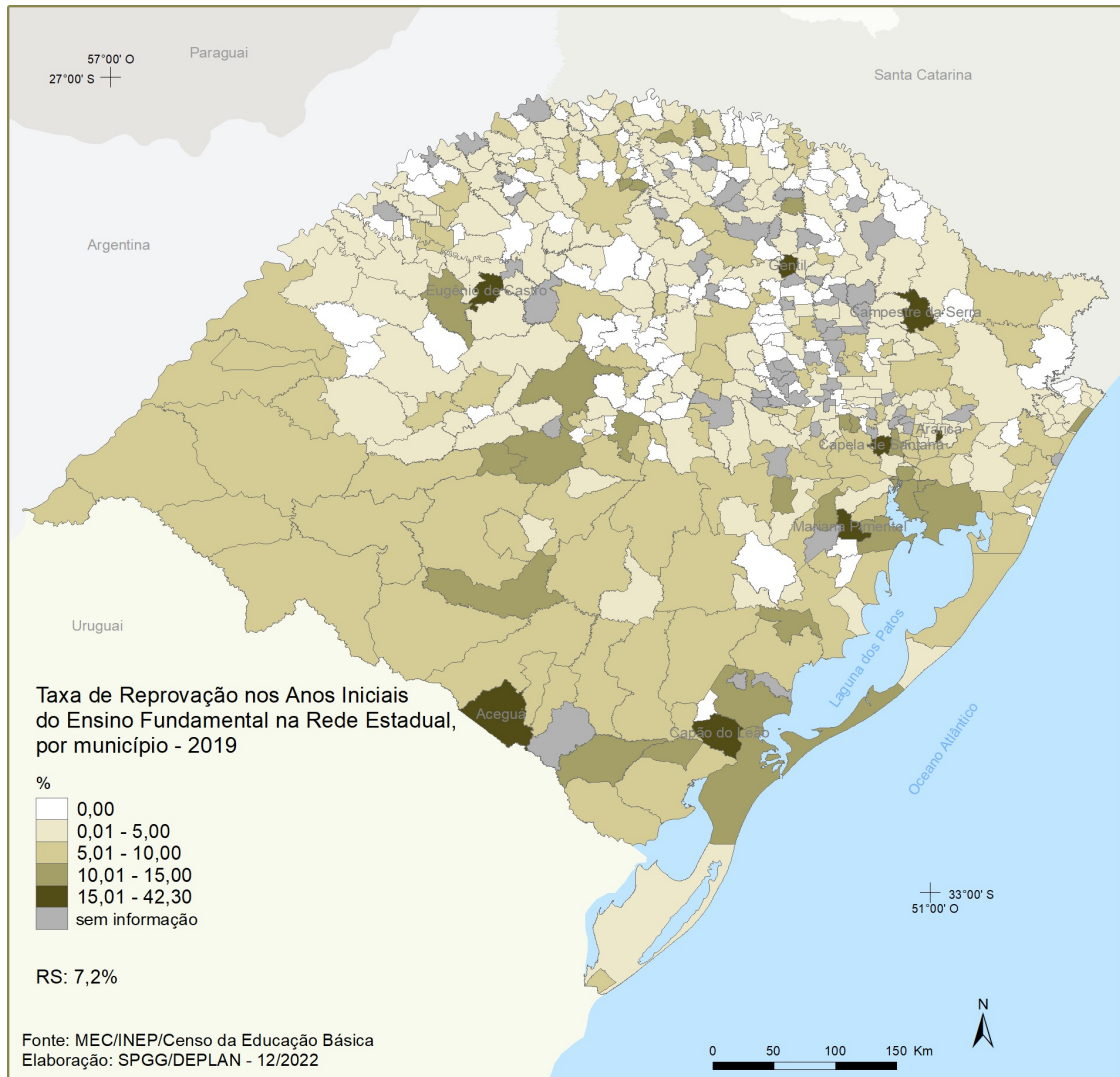 Paraguai
57°00' O
27°00' S
Santa Catarina
Argentina
Gentil
Eugênio de Castro
Campestre da Serra
Araricá
Capela de Santana
Mariana Pimentel
Uruguai
Laguna dos Patos
Aceguá
Capão do Leão
Oceano Atlântico
Taxa de Reprovação nos Anos Iniciais
do Ensino Fundamental na Rede Estadual,
por município - 2019
%
0,00
0,01 - 5,00
5,01 - 10,00
10,01 - 15,00
15,01 - 42,30
sem informação
33°00' S
51°00' O
RS: 7,2%
N
Fonte: MEC/INEP/Censo da Educação Básica
Elaboração: SPGG/DEPLAN - 12/2022
0 50 100 150 Km